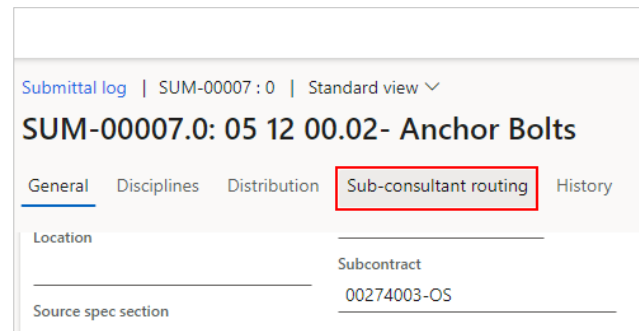 Submittal log | SUM-00007 : 0 | Standard view
SUM-00007.0: 05 12 00.02- Anchor Bolts
General Disciplines Distribution Sub-consultant routing History
Location
Subcontract
00274003-OS
Source spec section